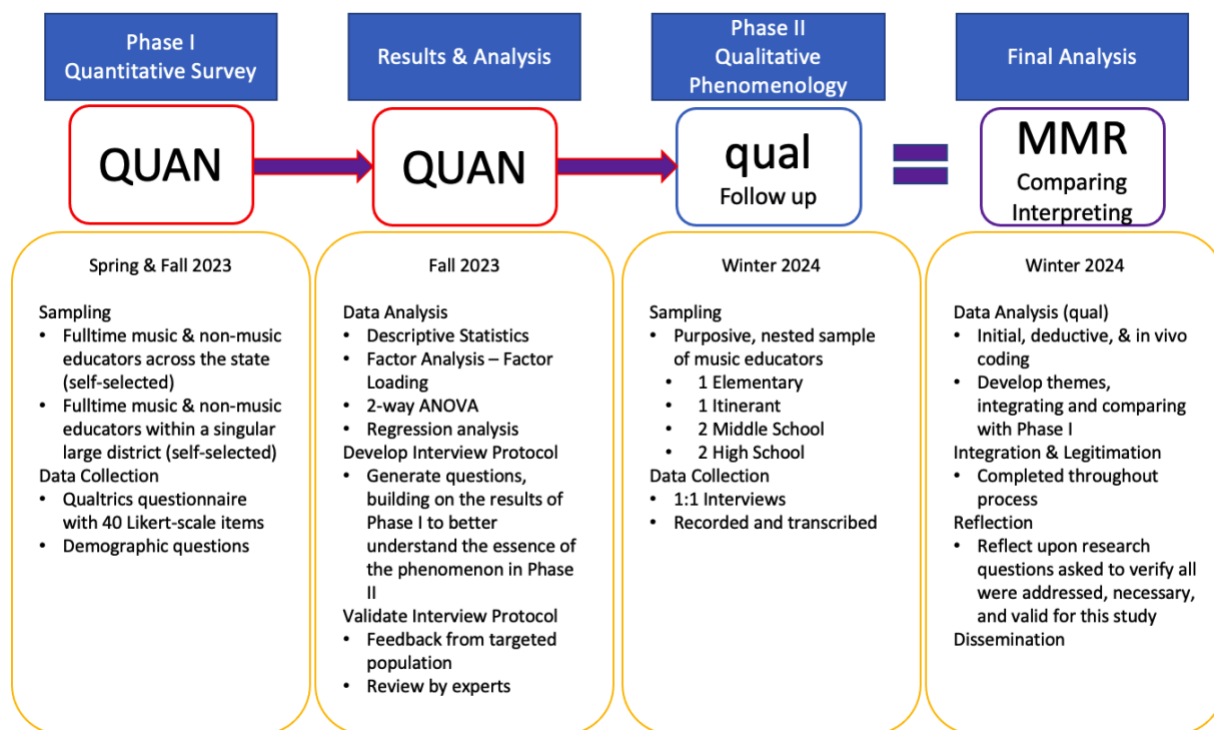 Phase I
Quantitative Survey
Results & Analysis
Phase II
Qualitative
Phenomenology
Final Analysis
QUAN
QUAN
qual
Follow up
MMR
Comparing
Interpreting
Spring & Fall 2023
Sampling
• Fulltime music & non-music
educators across the state
(self-selected)
• Fulltime music & non-music
educators within a singular
large district (self-selected)
Data Collection
• Qualtrics questionnaire
with 40 Likert-scale items
• Demographic questions
Fall 2023
Data Analysis
• Descriptive Statistics
• Factor Analysis – Factor
Loading
• 2-way ANOVA
• Regression analysis
Develop Interview Protocol
• Generate questions,
building on the results of
Phase I to better
understand the essence of
the phenomenon in Phase
II
Validate Interview Protocol
• Feedback from targeted
population
• Review by experts
Winter 2024
Sampling
• Purposive, nested sample
of music educators
• 1 Elementary
• 1 Itinerant
• 2 Middle School
• 2 High School
Data Collection
• 1:1 Interviews
• Recorded and transcribed
Winter 2024
Data Analysis (qual)
• Initial, deductive, & in vivo
coding
• Develop themes,
integrating and comparing
with Phase I
Integration & Legitimation
• Completed throughout
process
Reflection
• Reflect upon research
questions asked to verify all
were addressed, necessary,
and valid for this study
Dissemination